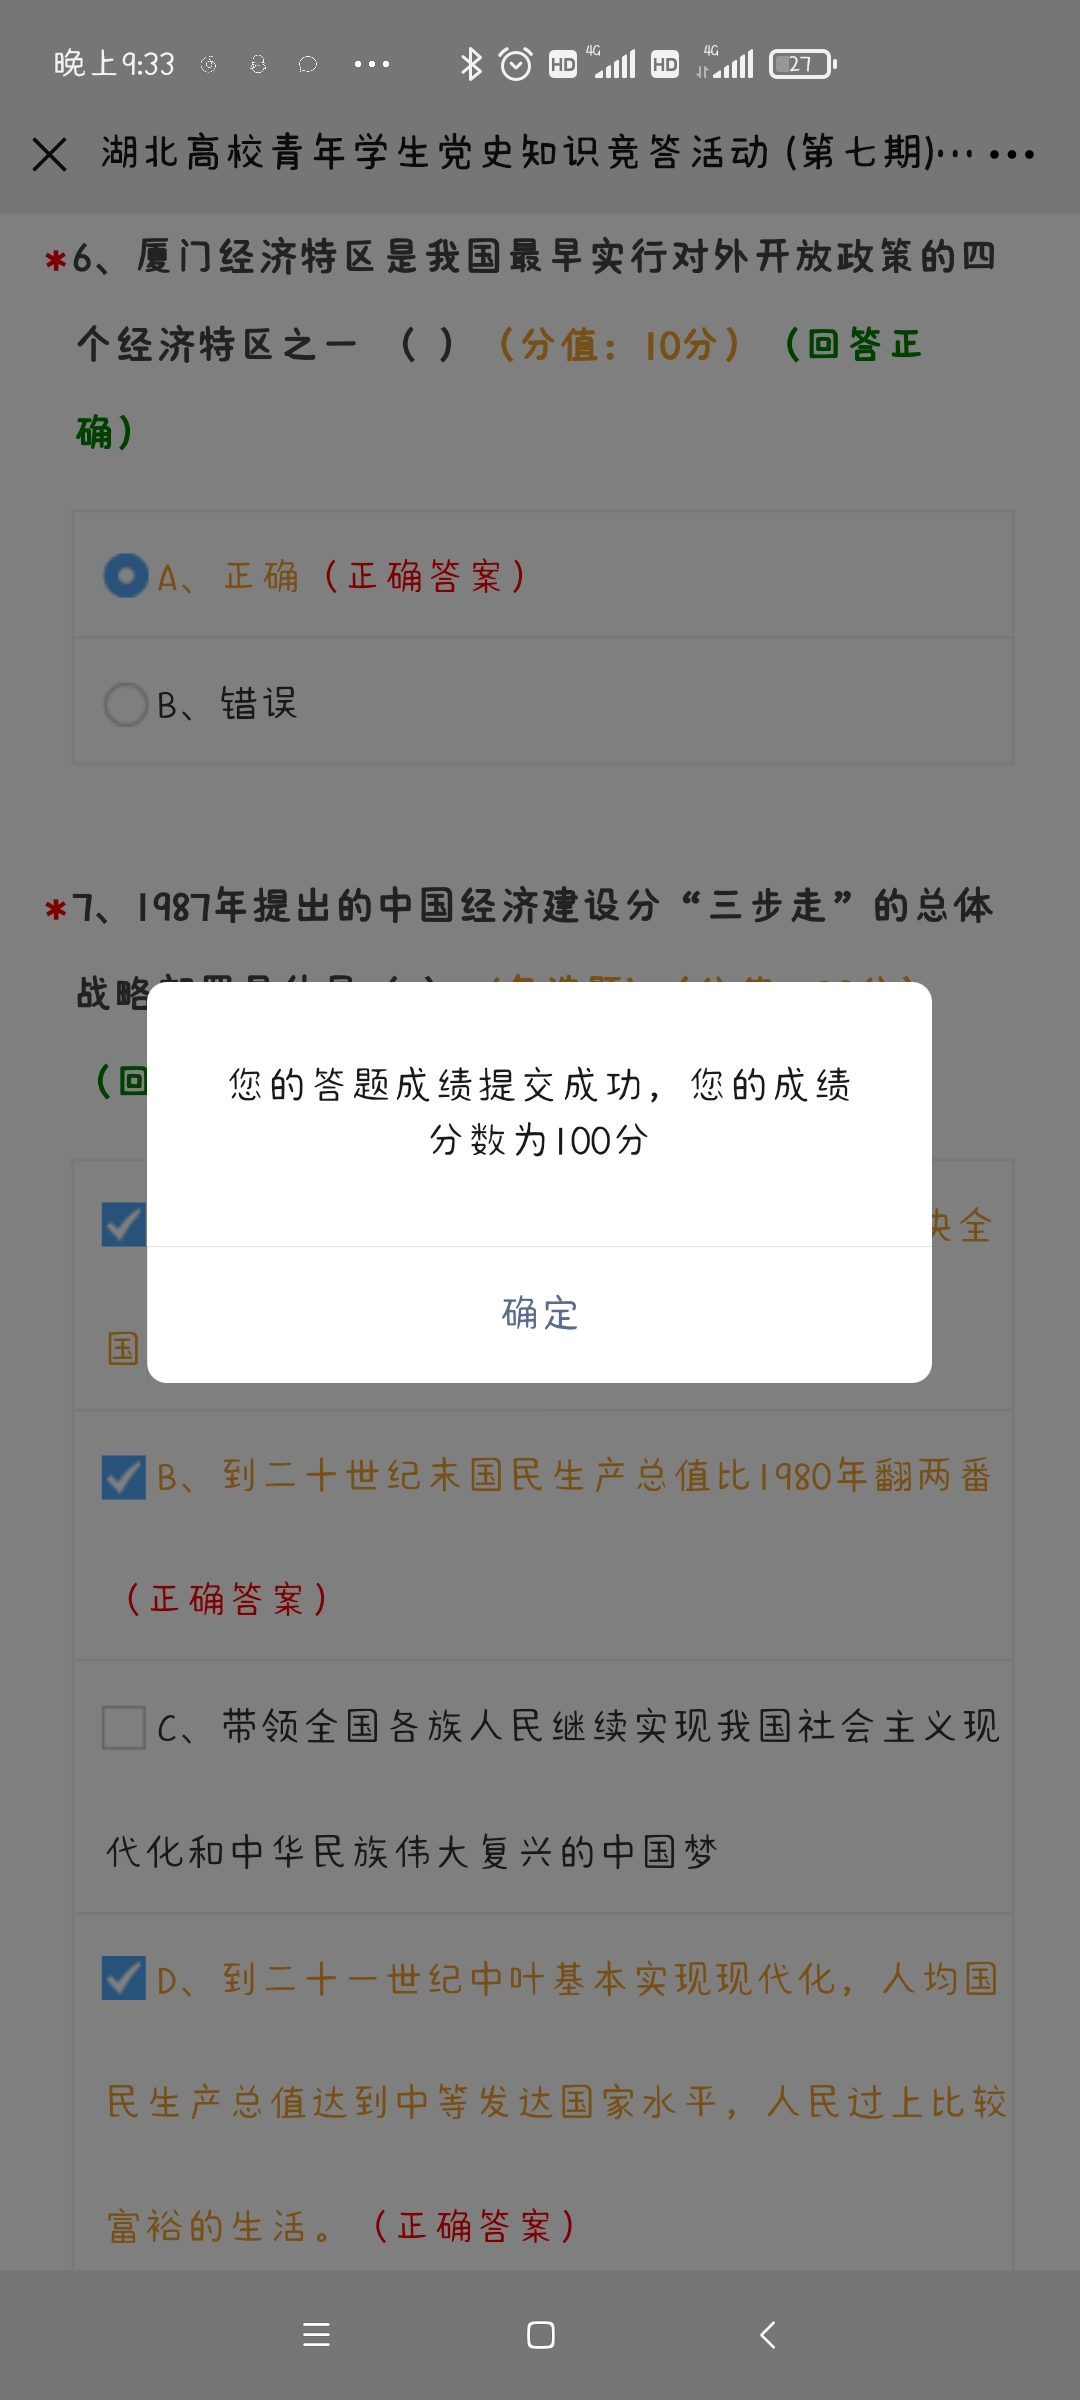 晚上9:33 HD 4G HD 4G 27
湖北高校青年学生党史知识竞答活动 (第七期)…
*6、厦门经济特区是我国最早实行对外开放政策的四
个经济特区之一 ( ) (分值: 10分) (回答正
确)
A、正确 (正确答案)
B、错误
*7、1987年提出的中国经济建设分“三步走”的总体
战略
(回
您的答题成绩提交成功, 您的成绩
分数为100分
全
国
确定
B、到二十世纪末国民生产总值比1980年翻两番
(正确答案)
C、带领全国各族人民继续实现我国社会主义现
代化和中华民族伟大复兴的中国梦
D、到二十一世纪中叶基本实现现代化, 人均国
民生产总值达到中等发达国家水平, 人民过上比较
富裕的生活。 (正确答案)